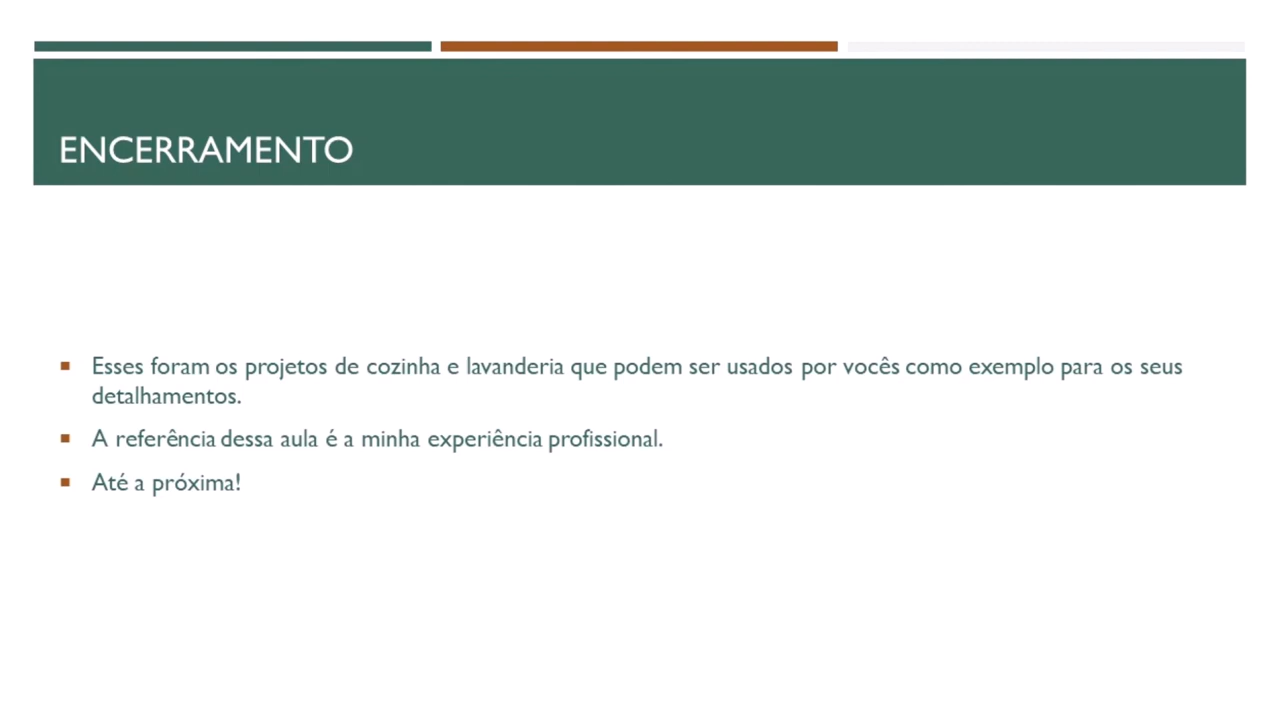 ENCERRAMENTO
Esses foram os projetos de cozinha e lavanderia que podem ser usados por vocês como exemplo para os seus
detalhamentos.
A referência dessa aula é a minha experiência profissional.
Até a próxima!